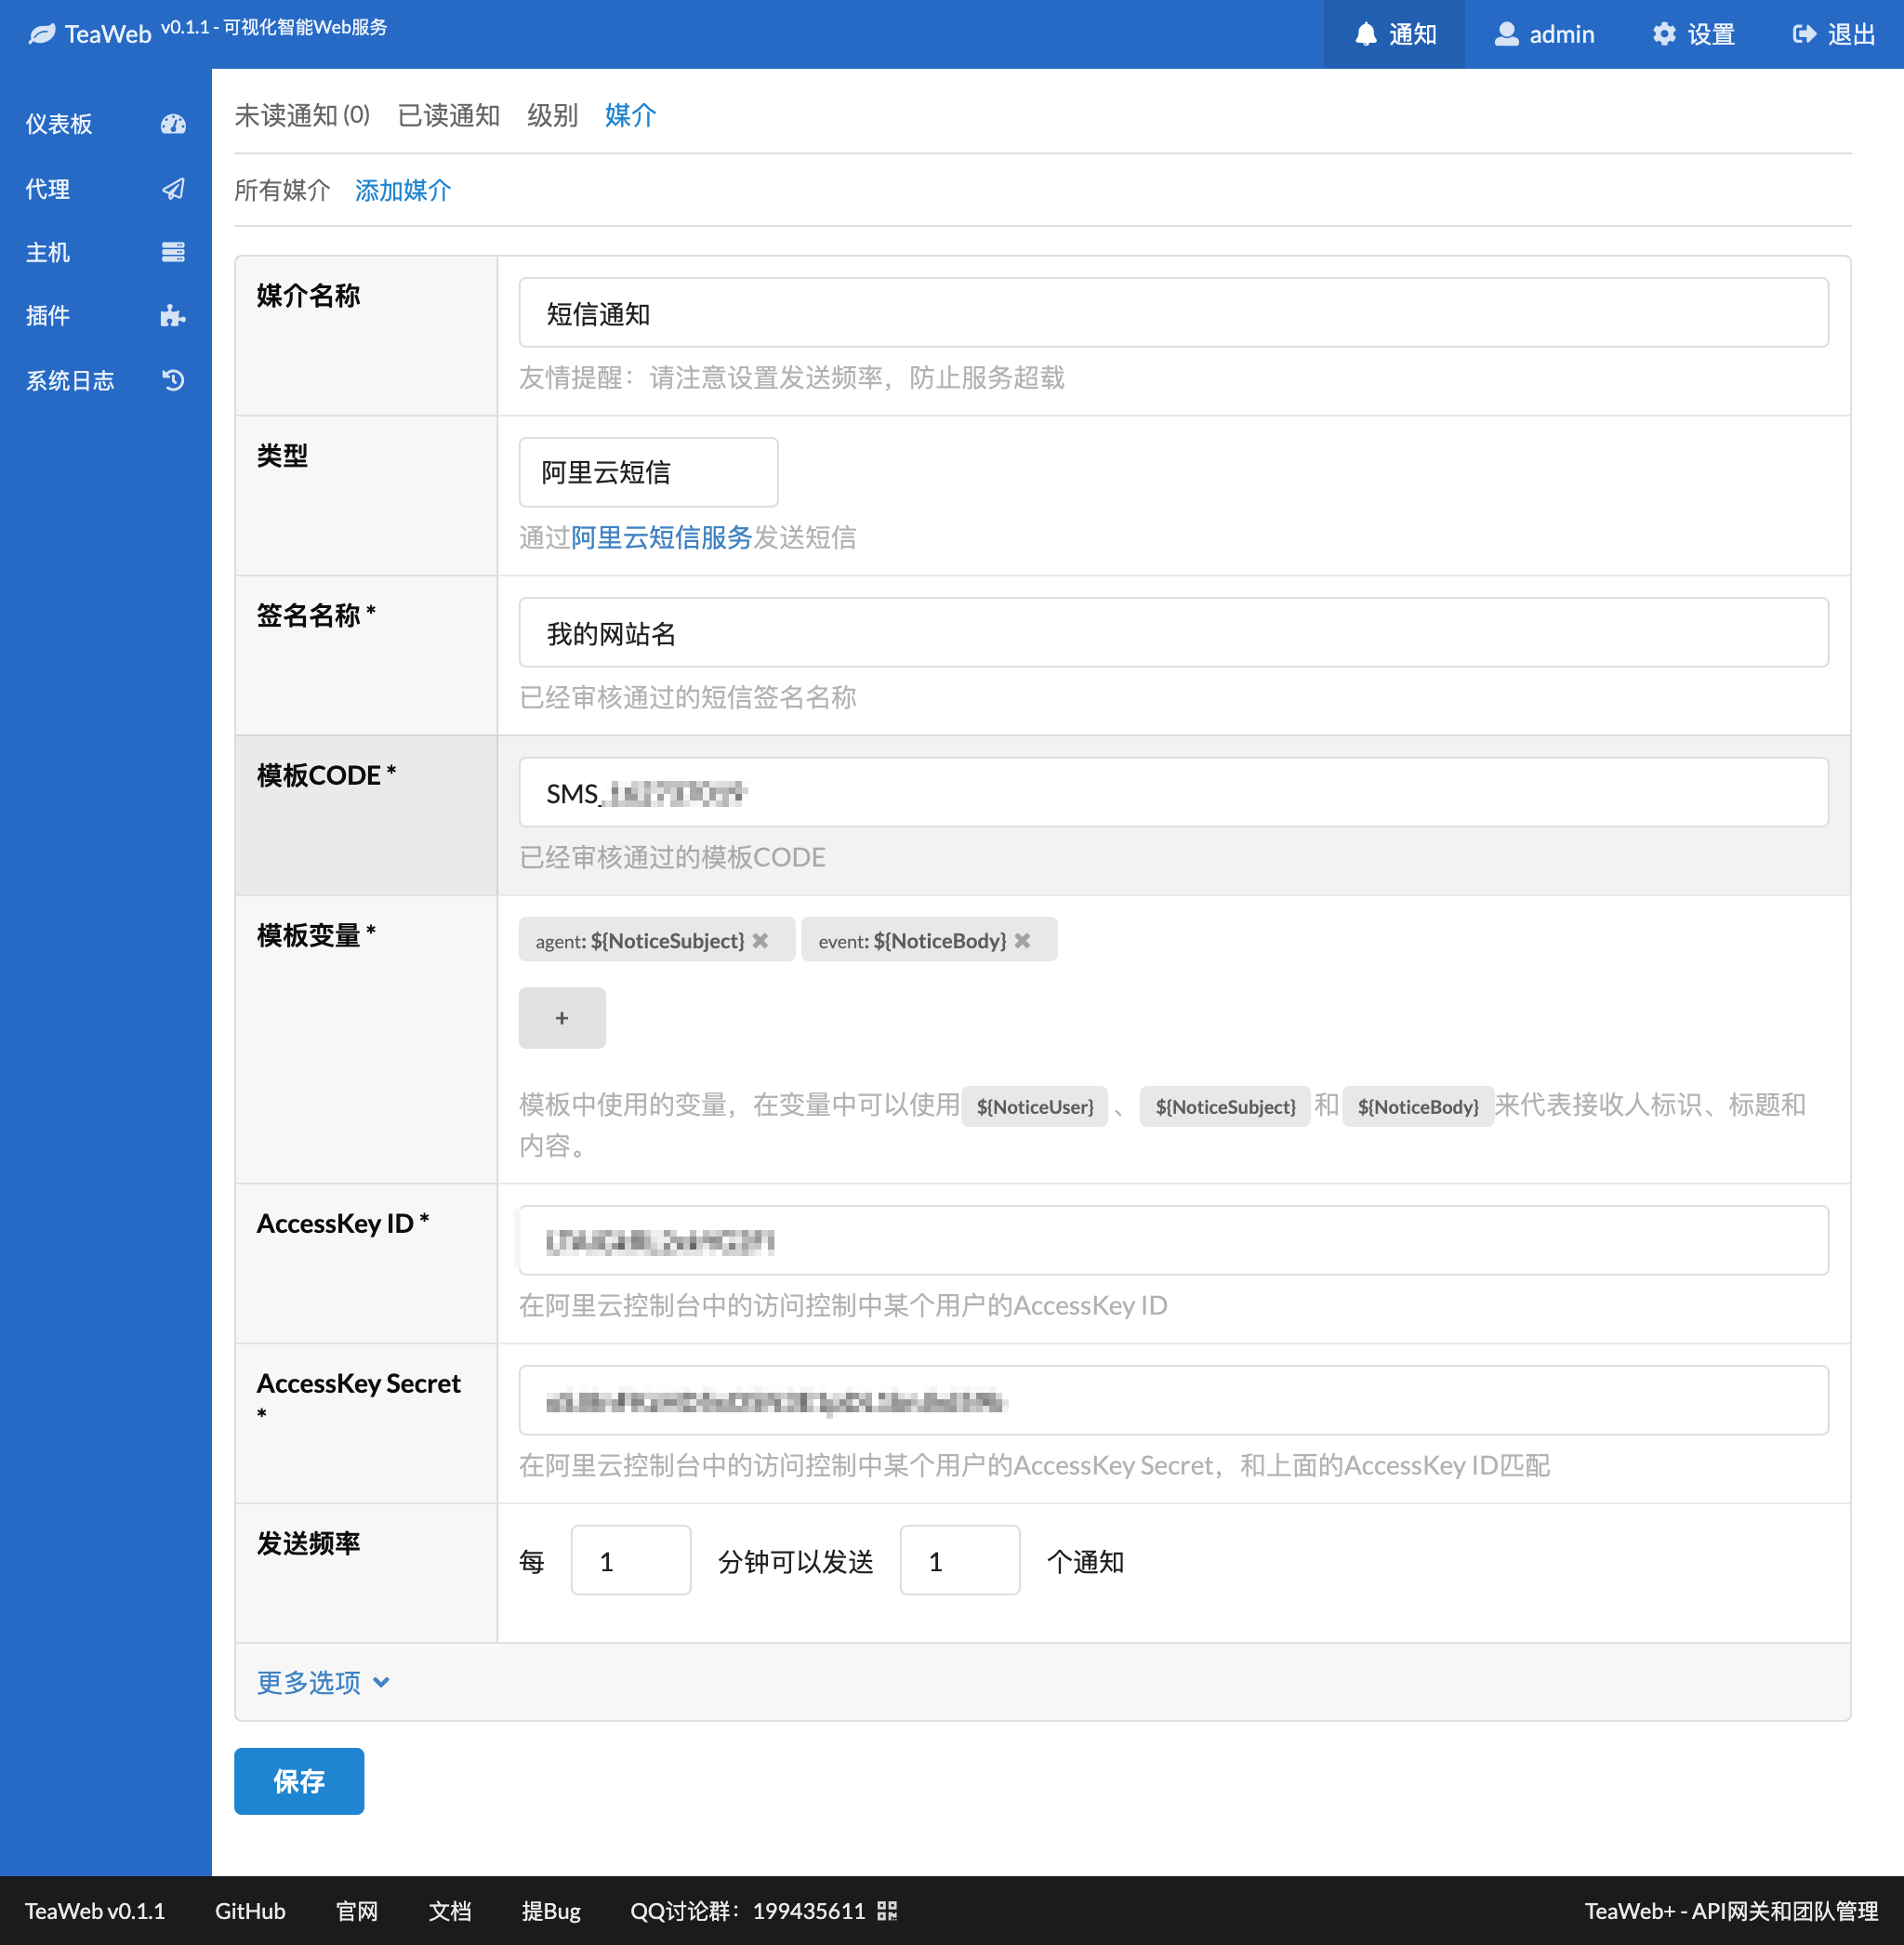 TeaWeb v0.1.1 - 可视化智能Web服务
通知
admin
设置
退出
仪表板
代理
主机
插件
系统日志
未读通知(0) 已读通知 级别 媒介
所有媒介 添加媒介
媒介名称
短信通知
友情提醒：请注意设置发送频率，防止服务超载
类型
阿里云短信
通过阿里云短信服务发送短信
签名名称 *
我的网站名
已经审核通过的短信签名名称
模板CODE *
SMS_
已经审核通过的模板CODE
模板变量 *
agent: ${NoticeSubject} event: ${NoticeBody}
+
模板中使用的变量，在变量中可以使用 ${NoticeUser} 、 ${NoticeSubject} 和 ${NoticeBody} 来代表接收人标识、标题和
内容。
AccessKey ID *
在阿里云控制台中的访问控制中某个用户的AccessKey ID
AccessKey Secret
*
在阿里云控制台中的访问控制中某个用户的AccessKey Secret，和上面的AccessKey ID匹配
发送频率
每 1 分钟可以发送 1 个通知
更多选项
保存
TeaWeb v0.1.1 GitHub 官网 文档 提Bug QQ讨论群：199435611 TeaWeb+ - API网关和团队管理